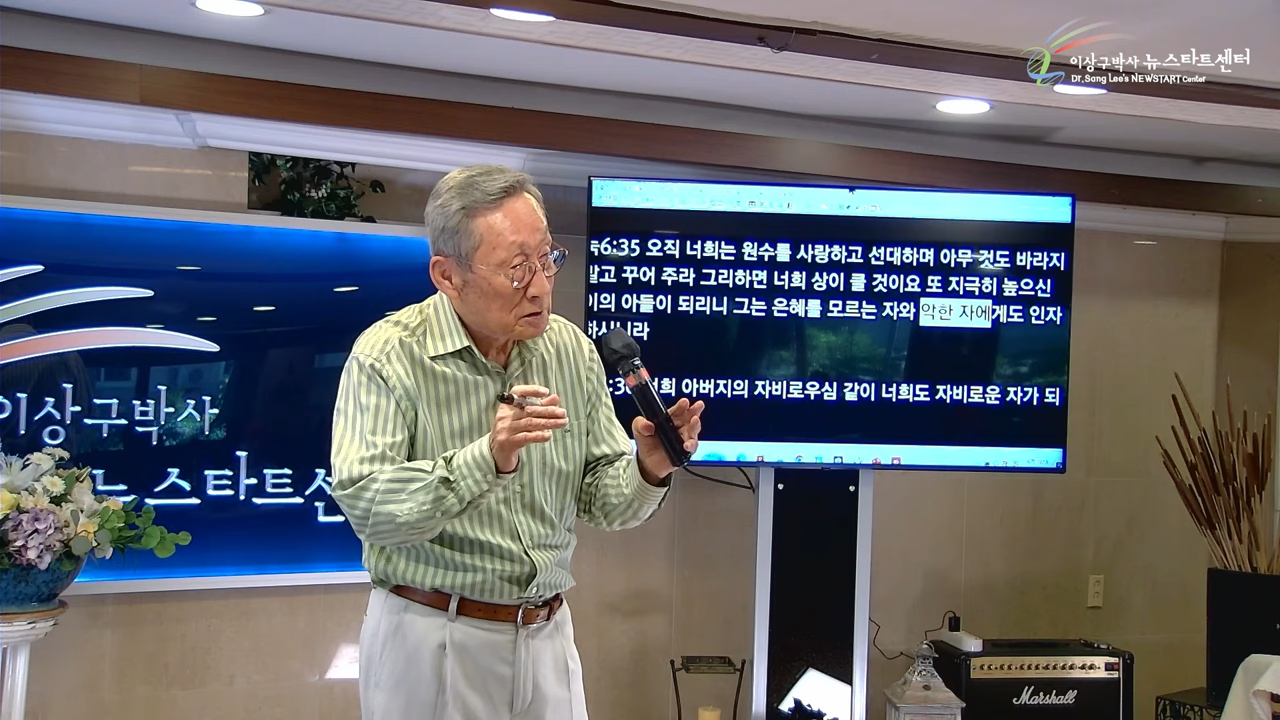 이상구박사 뉴스타트센터
Dr. Sang Lee's NEWSTART Center
눅6:35 오직 너희는 원수를 사랑하고 선대하며 아무 것도 바라지
말고 꾸어 주라 그리하면 너희 상이 클 것이요 또 지극히 높으신
이의 아들이 되리니 그는 은혜를 모르는 자와 악한 자에게도 인자
하시니라
너희 아버지의 자비로우심 같이 너희도 자비로운 자가 되
이상구박사
뉴스타트센
Marshall